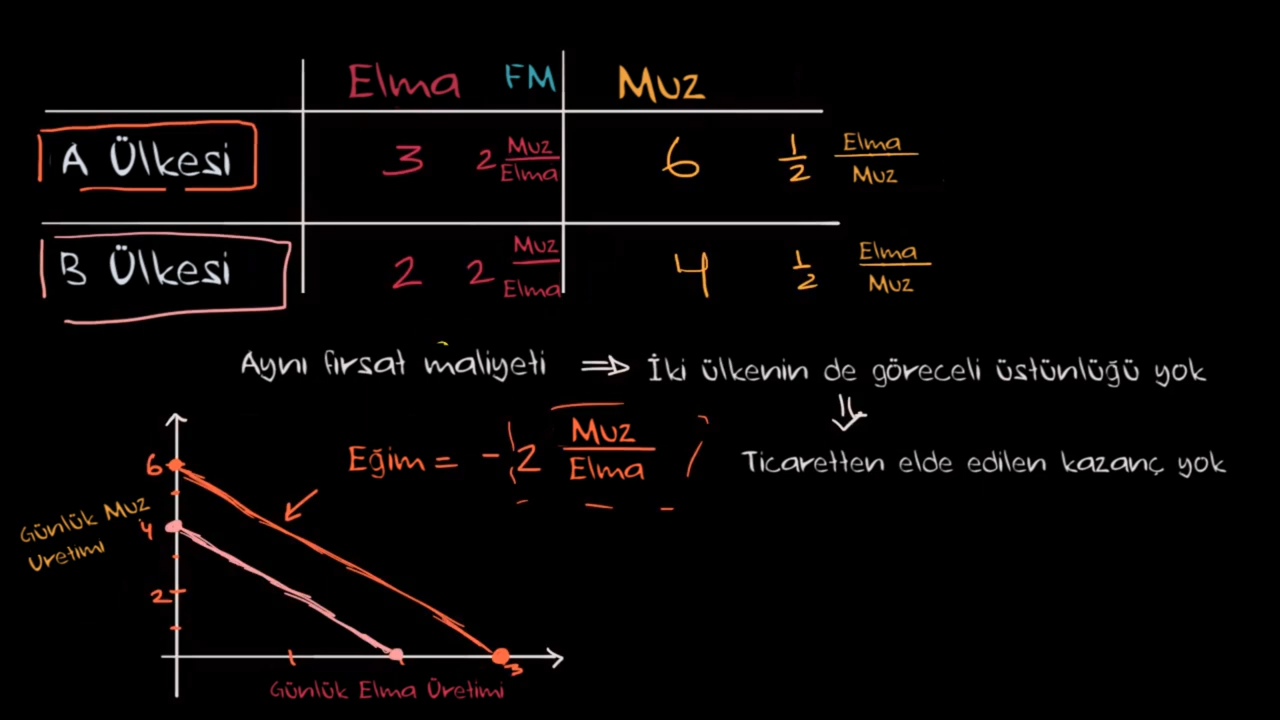 Elma FM Muz
A Ülkesi 3 2 Muz/Elma 6 1/2 Elma/Muz
B Ülkesi 2 2 Muz/Elma 4 1/2 Elma/Muz
Aynı fırsat maliyeti ⇒ İki ülkenin de göreceli üstünlüğü yok
⇓
Eğim = -2 Muz/Elma
Ticaretten elde edilen kazanç yok
6
Günlük Muz
Üretimi
4
2
3
Günlük Elma Üretimi